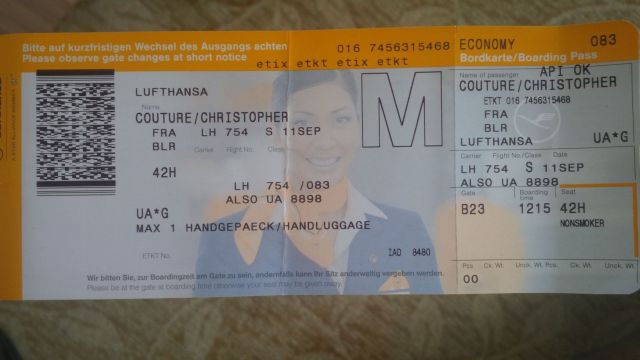 Bitte auf kurzfristigen Wechsel des Ausgangs achten
Please observe gate changes at short notice
016 7456315468
etix etkt etix etkt
LUFTHANSA
Name
COUTURE/CHRISTOPHER
FRA LH 754 S 11SEP
BLR Carrier Flight No. Class
42H
LH 754 /083
ALSO UA 8898
UA*G
MAX 1 HANDGEPAECK/HANDLUGGAGE
ETKT No.
IAD 8480
Wir bitten Sie, zur Boardingzeit am Gate zu sein, andernfalls kann Ihr Sitz anderweitig vergeben werden.
Please be at the gate at boarding time otherwise your seat may be given away.
M
ECONOMY 083
Bordkarte/Boarding Pass
Name of passenger API OK
COUTURE/CHRISTOPHER
ETKT 016 7456315468
FRA
BLR
LUFTHANSA UA*G
Carrier Flight No./Class Date
LH 754 S 11SEP
ALSO UA 8898
Gate Boarding time Seat
B23 1215 42H
NONSMOKER
Pcs. Ck. Wt. Unck. Wt. Pcs. Ck. Wt. Unck. Wt.
00